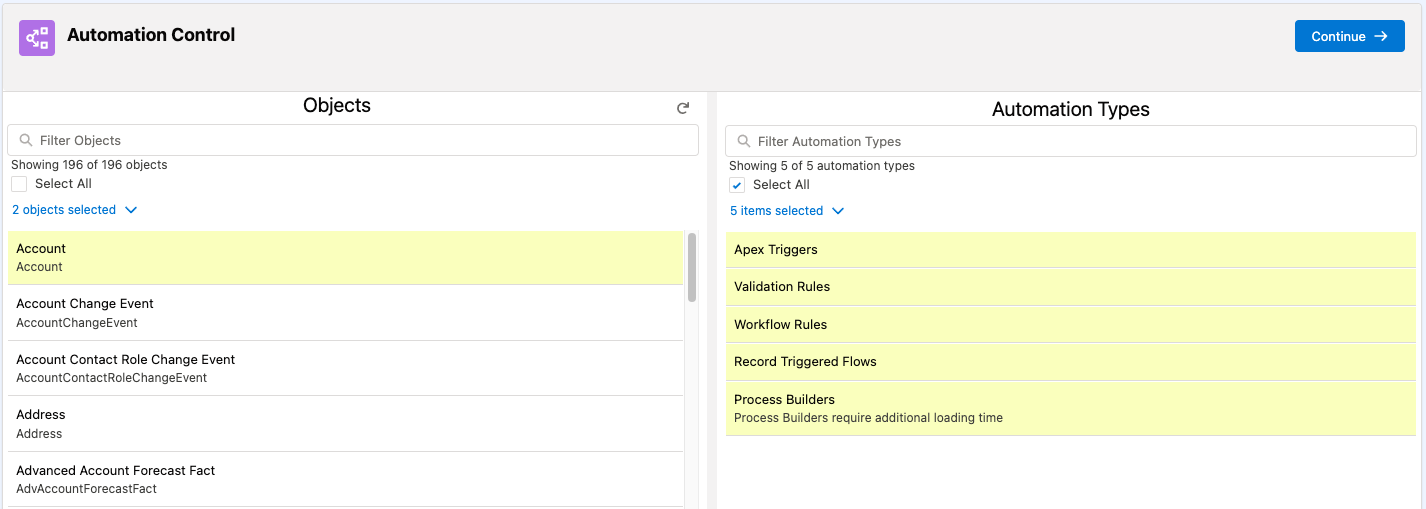 Automation Control
Continue
Objects
Filter Objects
Showing 196 of 196 objects
Select All
2 objects selected
Account
Account
Account Change Event
AccountChangeEvent
Account Contact Role Change Event
AccountContactRoleChangeEvent
Address
Address
Advanced Account Forecast Fact
AdvAccountForecastFact
Automation Types
Filter Automation Types
Showing 5 of 5 automation types
Select All
5 items selected
Apex Triggers
Validation Rules
Workflow Rules
Record Triggered Flows
Process Builders
Process Builders require additional loading time